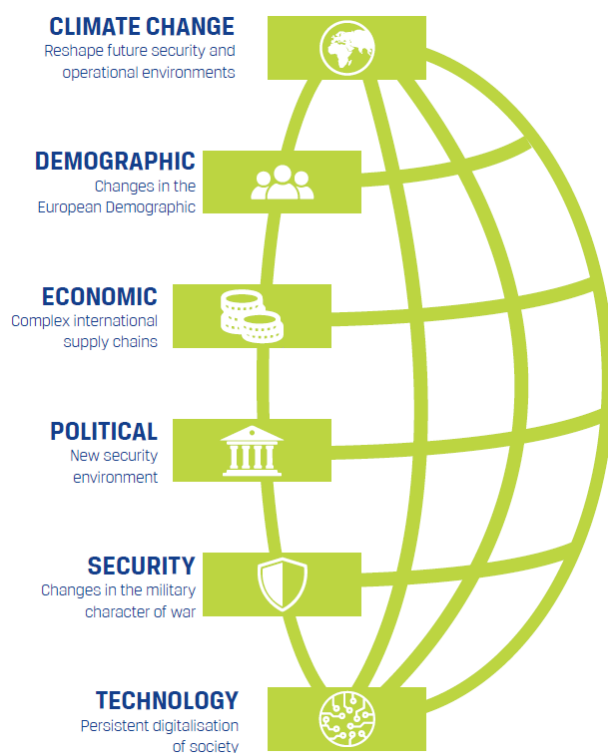 CLIMATE CHANGE
Reshape future security and
operational environments
DEMOGRAPHIC
Changes in the
European Demographic
ECONOMIC
Complex international
supply chains
POLITICAL
New security
environment
SECURITY
Changes in the military
character of war
TECHNOLOGY
Persistent digitalisation
of society